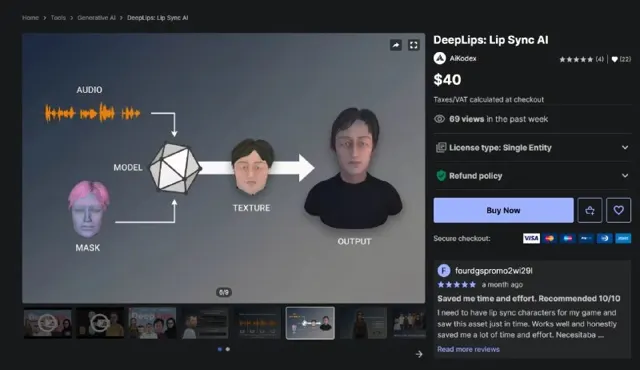 Home > Tools > Generative AI > DeepLips: Lip Sync AI
AUDIO
MODEL
MASK
TEXTURE
OUTPUT
6/9
DeepLips: Lip Sync AI
AiKodex
(4) | (22)
$40
Taxes/VAT calculated at checkout
69 views in the past week
License type: Single Entity
Refund policy
Buy Now
Secure checkout:
VISA
F fourdgspromo2wi29l
a month ago
Saved me time and effort. Recommended 10/10
I need to have lip sync characters for my game and
saw this asset just in time. Works well and honestly
saved me a lot of time and effort. Necesitaba ...
Read more reviews